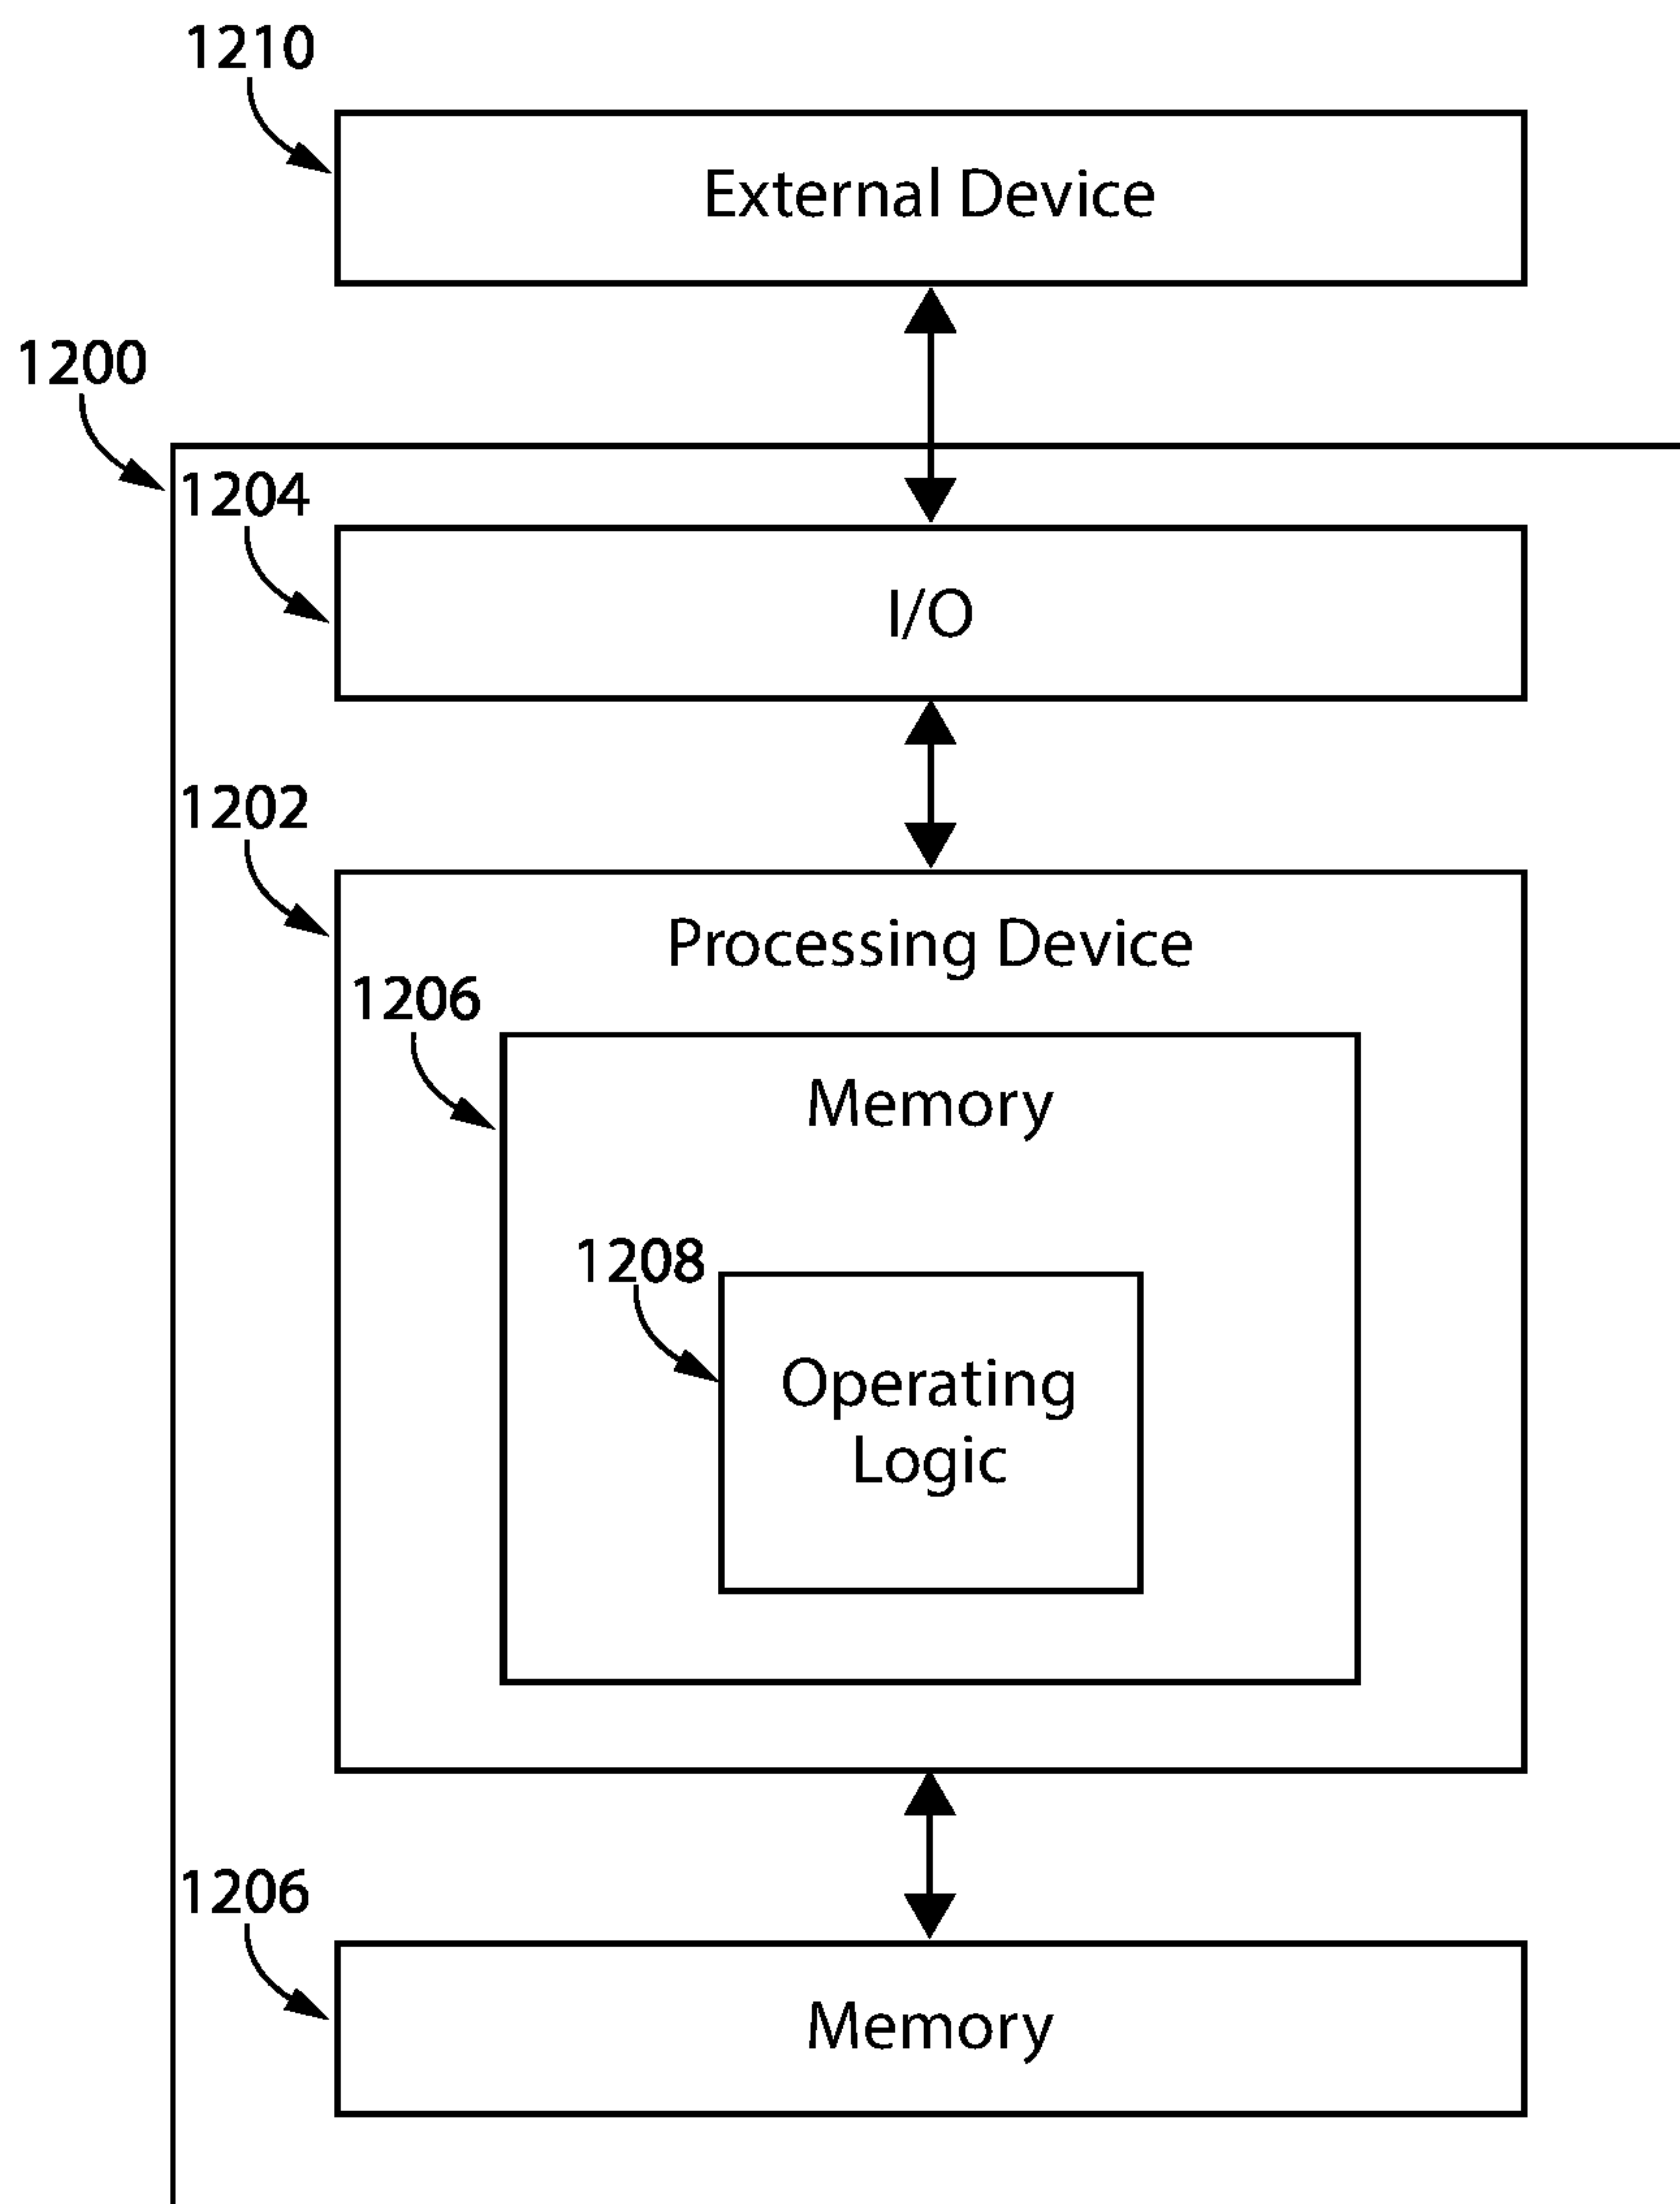 1210
External Device
1200
1204
I/O
1202
Processing Device
1206
Memory
1208
Operating
Logic
1206
Memory